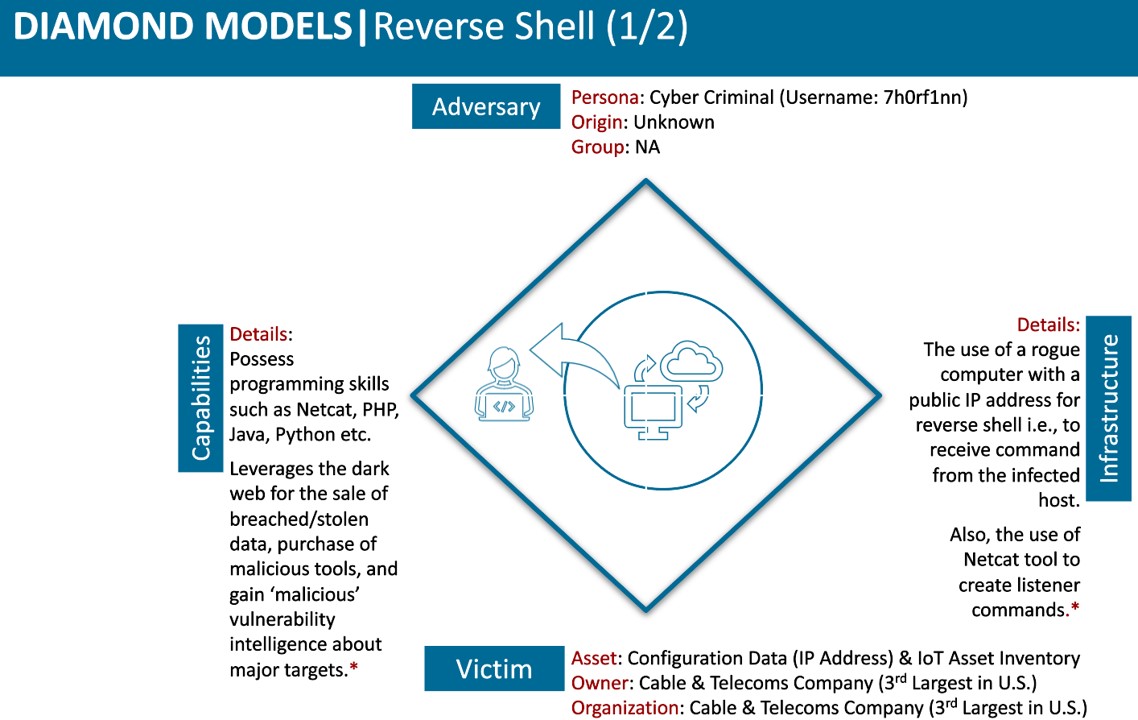 DIAMOND MODELS|Reverse Shell (1/2)
Adversary
Persona: Cyber Criminal (Username: 7h0rf1nn)
Origin: Unknown
Group: NA
Capabilities
Details:
Possess
programming skills
such as Netcat, PHP,
Java, Python etc.
Leverages the dark
web for the sale of
breached/stolen
data, purchase of
malicious tools, and
gain ‘malicious’
vulnerability
intelligence about
major targets.*
</>
Details:
The use of a rogue
computer with a
public IP address for
reverse shell i.e., to
receive command
from the infected
host.
Also, the use of
Netcat tool to
create listener
commands.*
Infrastructure
Victim
Asset: Configuration Data (IP Address) & IoT Asset Inventory
Owner: Cable & Telecoms Company (3rd Largest in U.S.)
Organization: Cable & Telecoms Company (3rd Largest in U.S.)